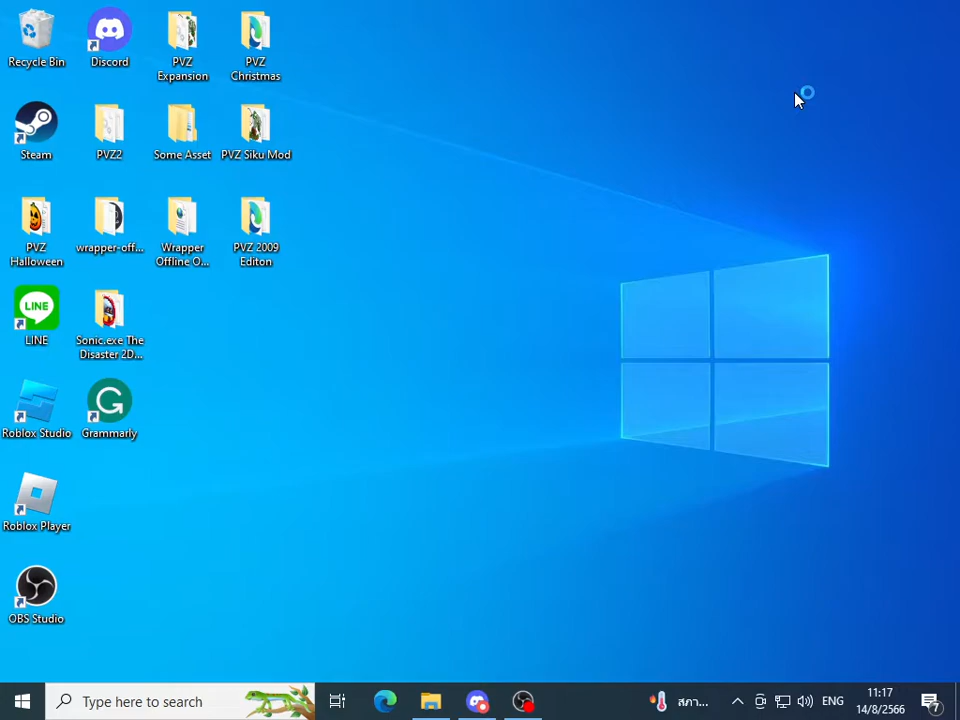 Recycle Bin
Discord
PVZ
Expansion
PVZ
Christmas
Steam
PVZ2
Some Asset
PVZ Siku Mod
PVZ
Halloween
wrapper-off...
Wrapper
Offline O...
PVZ 2009
Editon
LINE
LINE
Sonic.exe The
Disaster 2D...
Roblox Studio
Grammarly
Roblox Player
OBS Studio
Type here to search
สภา...
ENG
11:17
14/8/2566
7